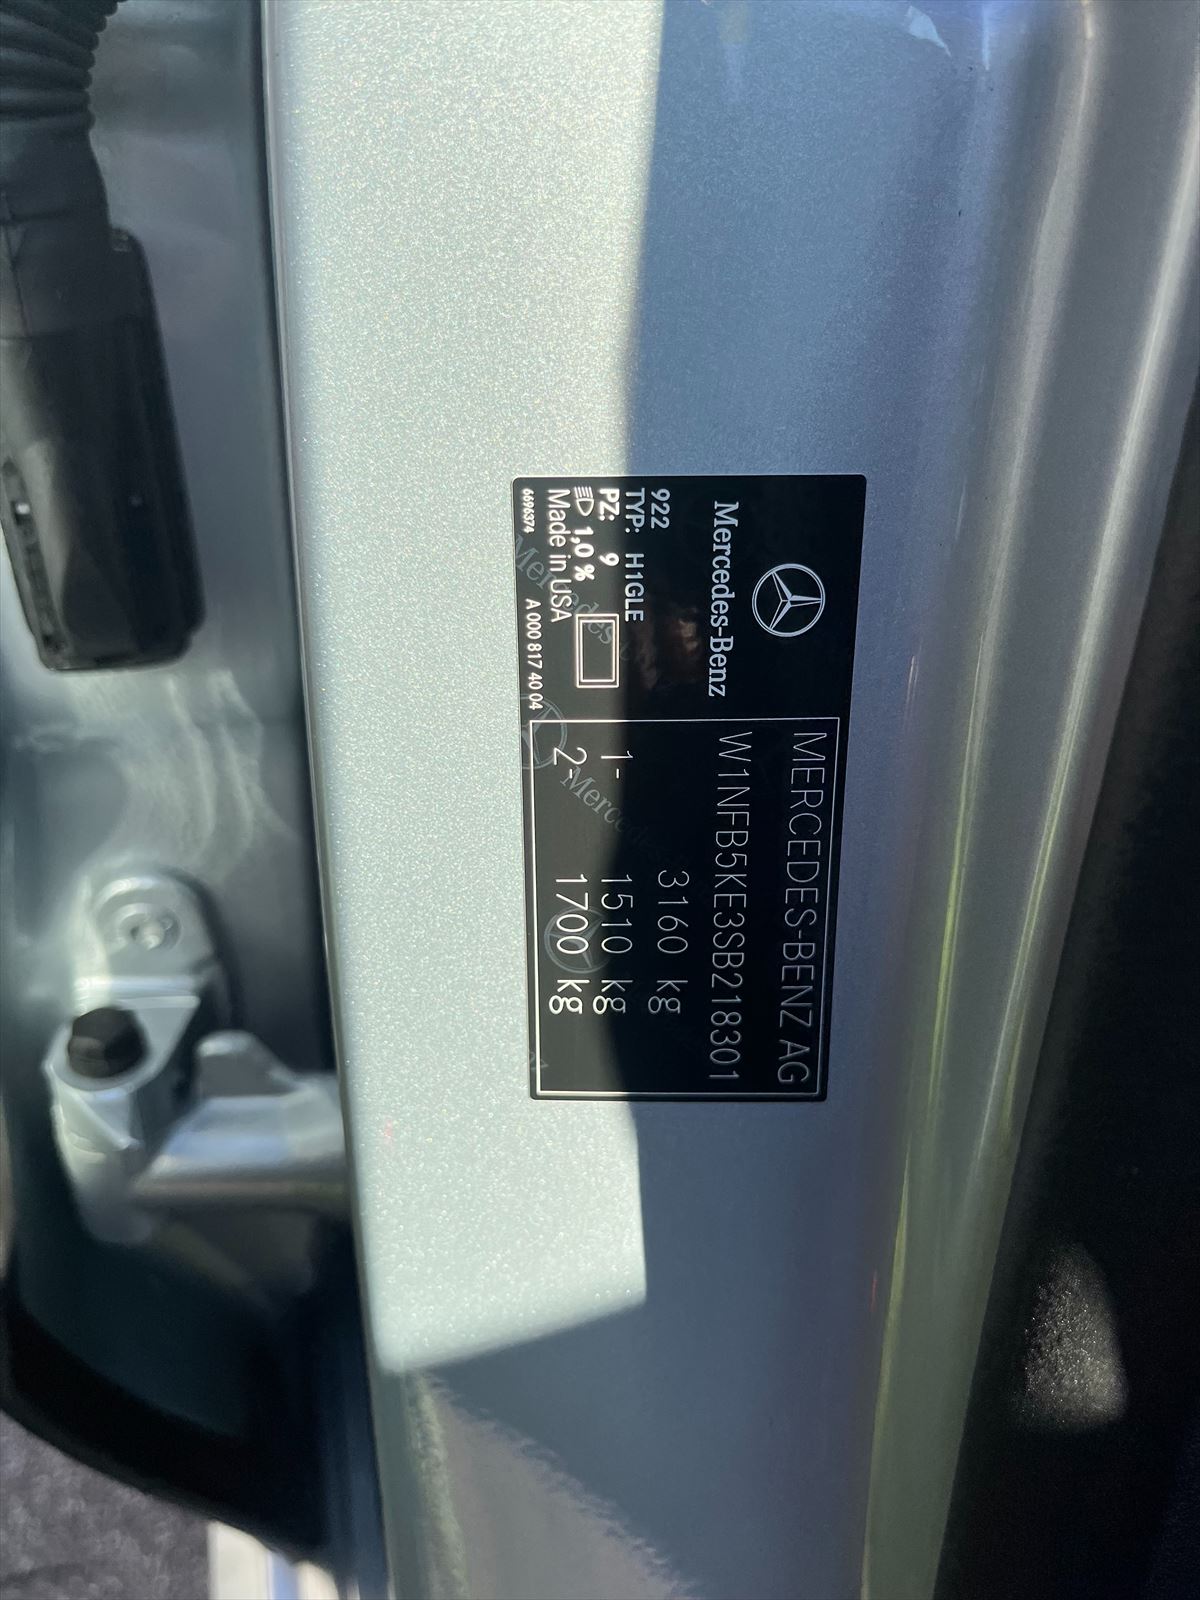 Mercedes-Benz
922
TYP: H1GLE
PZ: 9
1,0 %
Made in USA
6696374 A 000 817 40 04
MERCEDES-BENZ AG
W1NFB5KE3SB218301
3160 kg
1- 1510 kg
2- 1700 kg